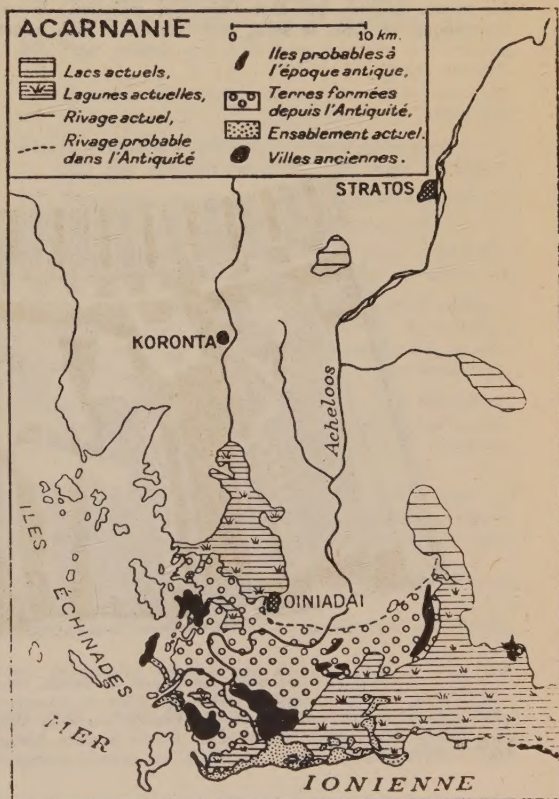 ACARNANIE
0 10 km.
Lacs actuels,
Lagunes actuelles,
Rivage actuel,
Rivage probable
dans l'Antiquité
Iles probables à
l'époque antique,
Terres formées
depuis l'Antiquité,
Ensablement actuel.
Villes anciennes.
STRATOS
KORONTA
Acheloos
ILES
ÉCHINADES
OINIADAI
MER
IONIENNE